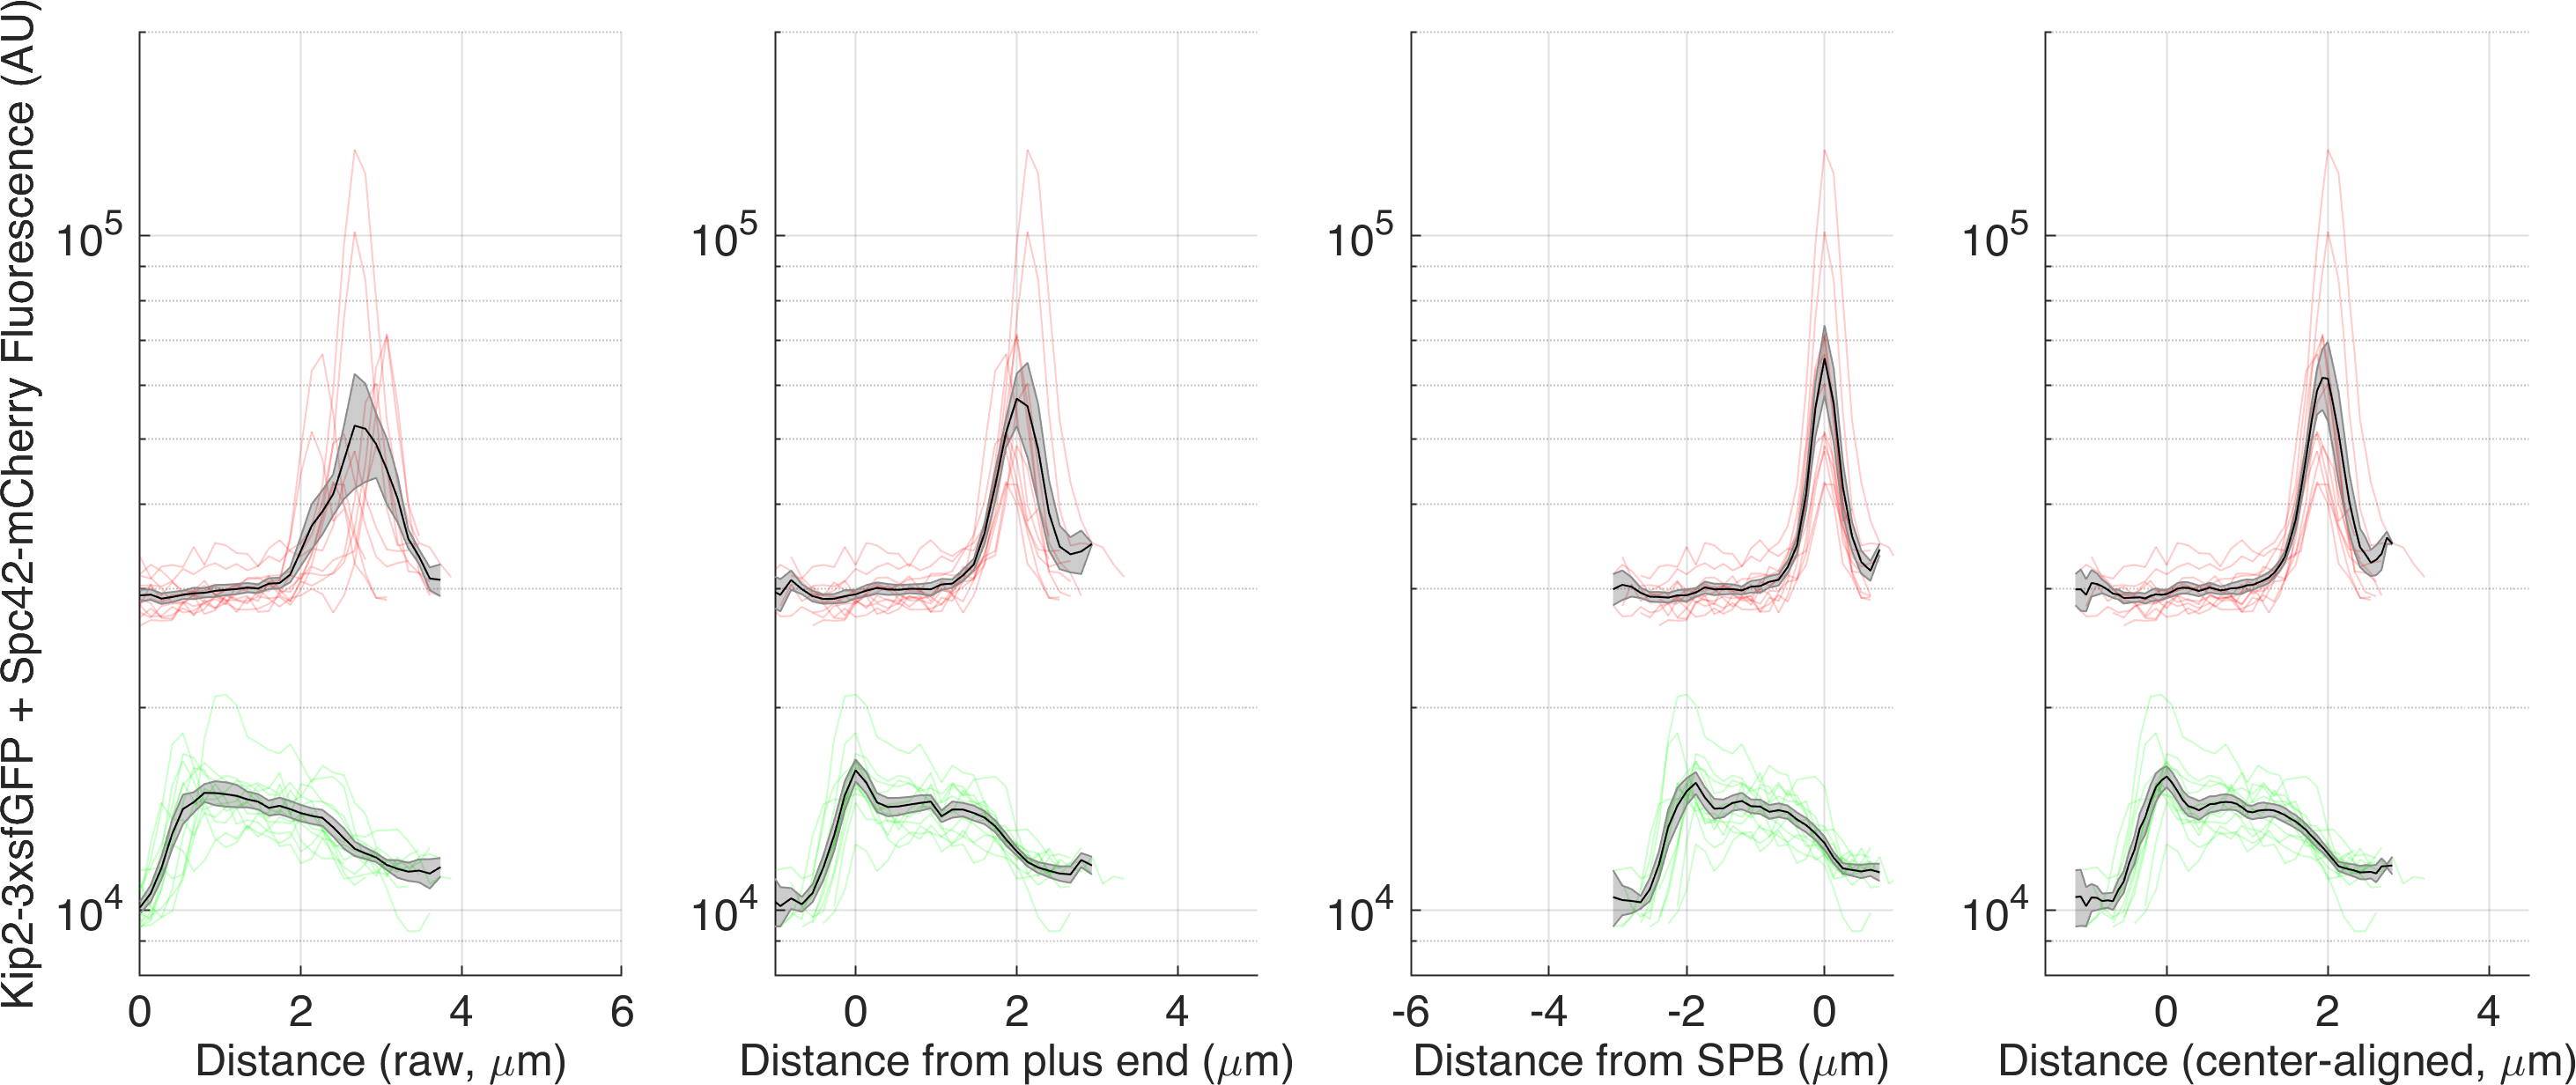 Kip2-3xsfGFP + Spc42-mCherry Fluorescence (AU)
10^5
10^4
0 2 4 6
Distance (raw, μm)
10^5
10^4
0 2 4
Distance from plus end (μm)
10^5
10^4
-6 -4 -2 0
Distance from SPB (μm)
10^5
10^4
0 2 4
Distance (center-aligned, μm)